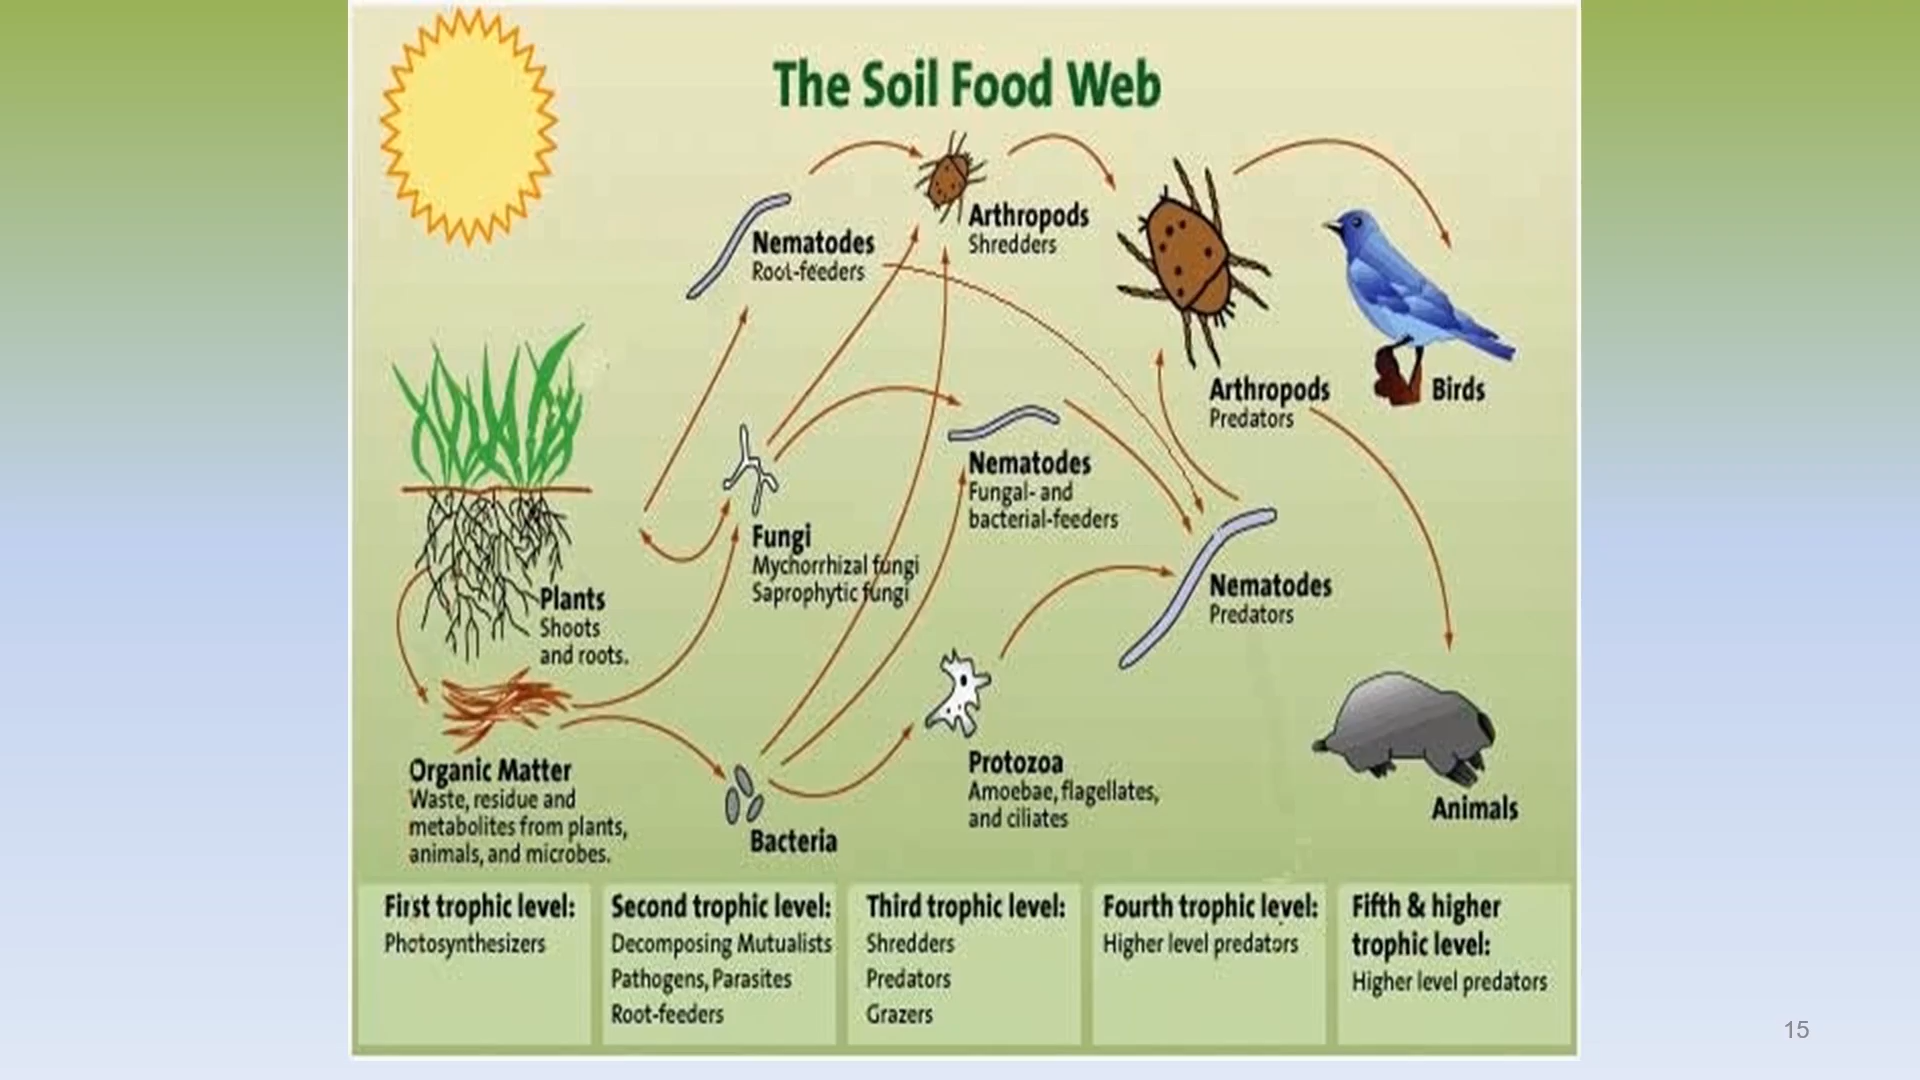 The Soil Food Web
Arthropods
Shredders
Nematodes
Root-feeders
Arthropods
Predators
Birds
Nematodes
Fungal- and
bacterial-feeders
Fungi
Mychorrhizal fungi
Saprophytic fungi
Plants
Shoots
and roots.
Nematodes
Predators
Organic Matter
Waste, residue and
metabolites from plants,
animals, and microbes.
Bacteria
Protozoa
Amoebae, flagellates,
and ciliates
Animals
First trophic level:
Photosynthesizers
Second trophic level:
Decomposing Mutualists
Pathogens, Parasites
Root-feeders
Third trophic level:
Shredders
Predators
Grazers
Fourth trophic level:
Higher level predators
Fifth & higher
trophic level:
Higher level predators
15